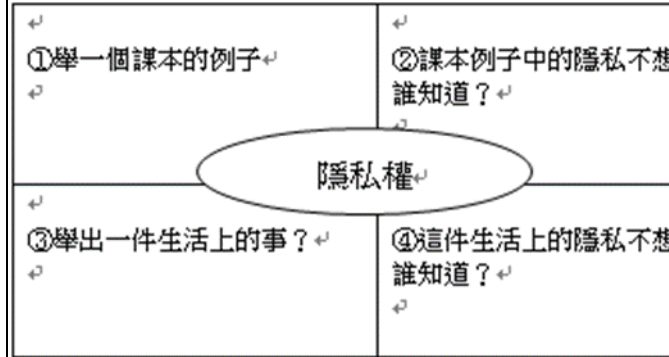 ①舉一個課本的例子
②課本例子中的隱私不想
誰知道？
隱私權
③舉出一件生活上的事？
④這件生活上的隱私不想
誰知道？